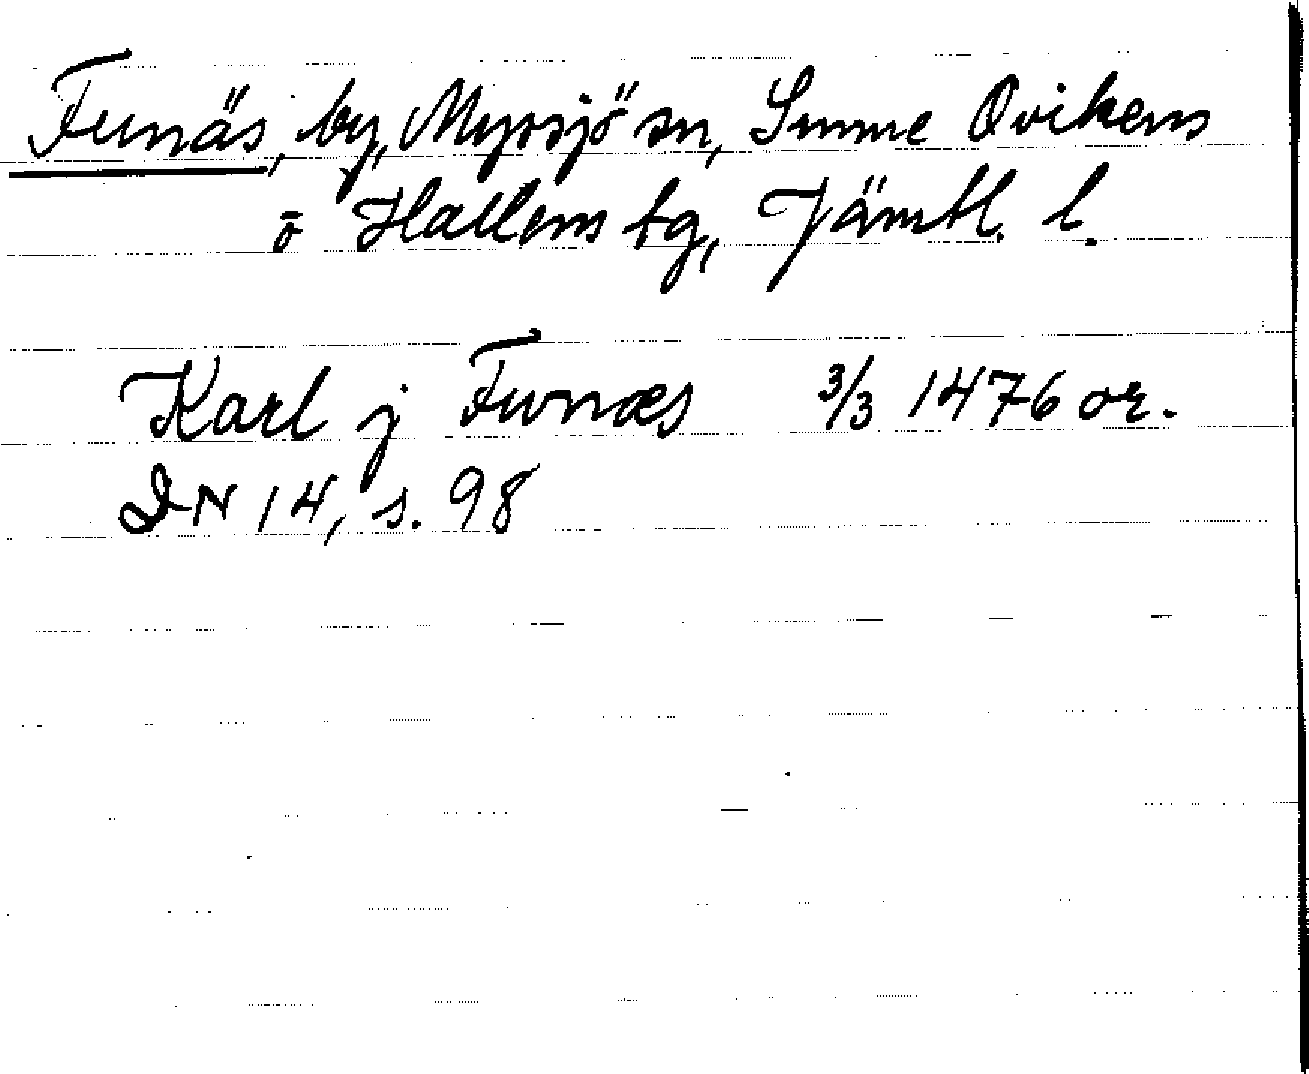 Funäs, by, Myssjö sn, Sunne Ovikens
o Hallens tg, Jämtl. l.
Karl j Funæs 3/3 1476 or.
DN 14, s. 98